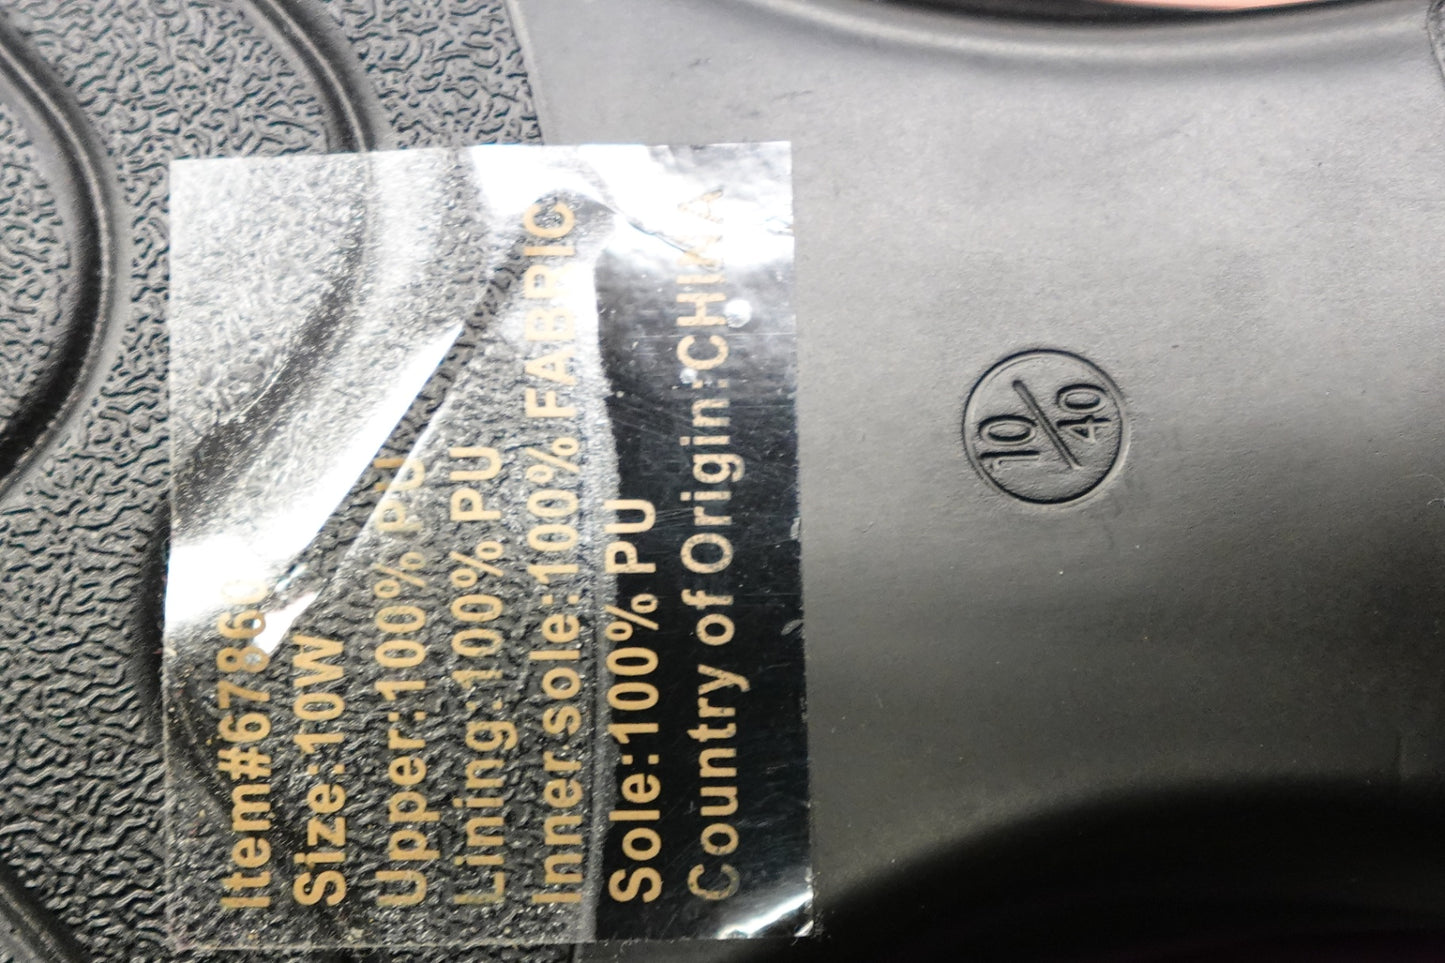 Size:10W
Upper:100% PU
Lining:100% PU
Inner.sole:100% FABRIC
Sole:100% PU
Country of Origin:CHINA
10/40